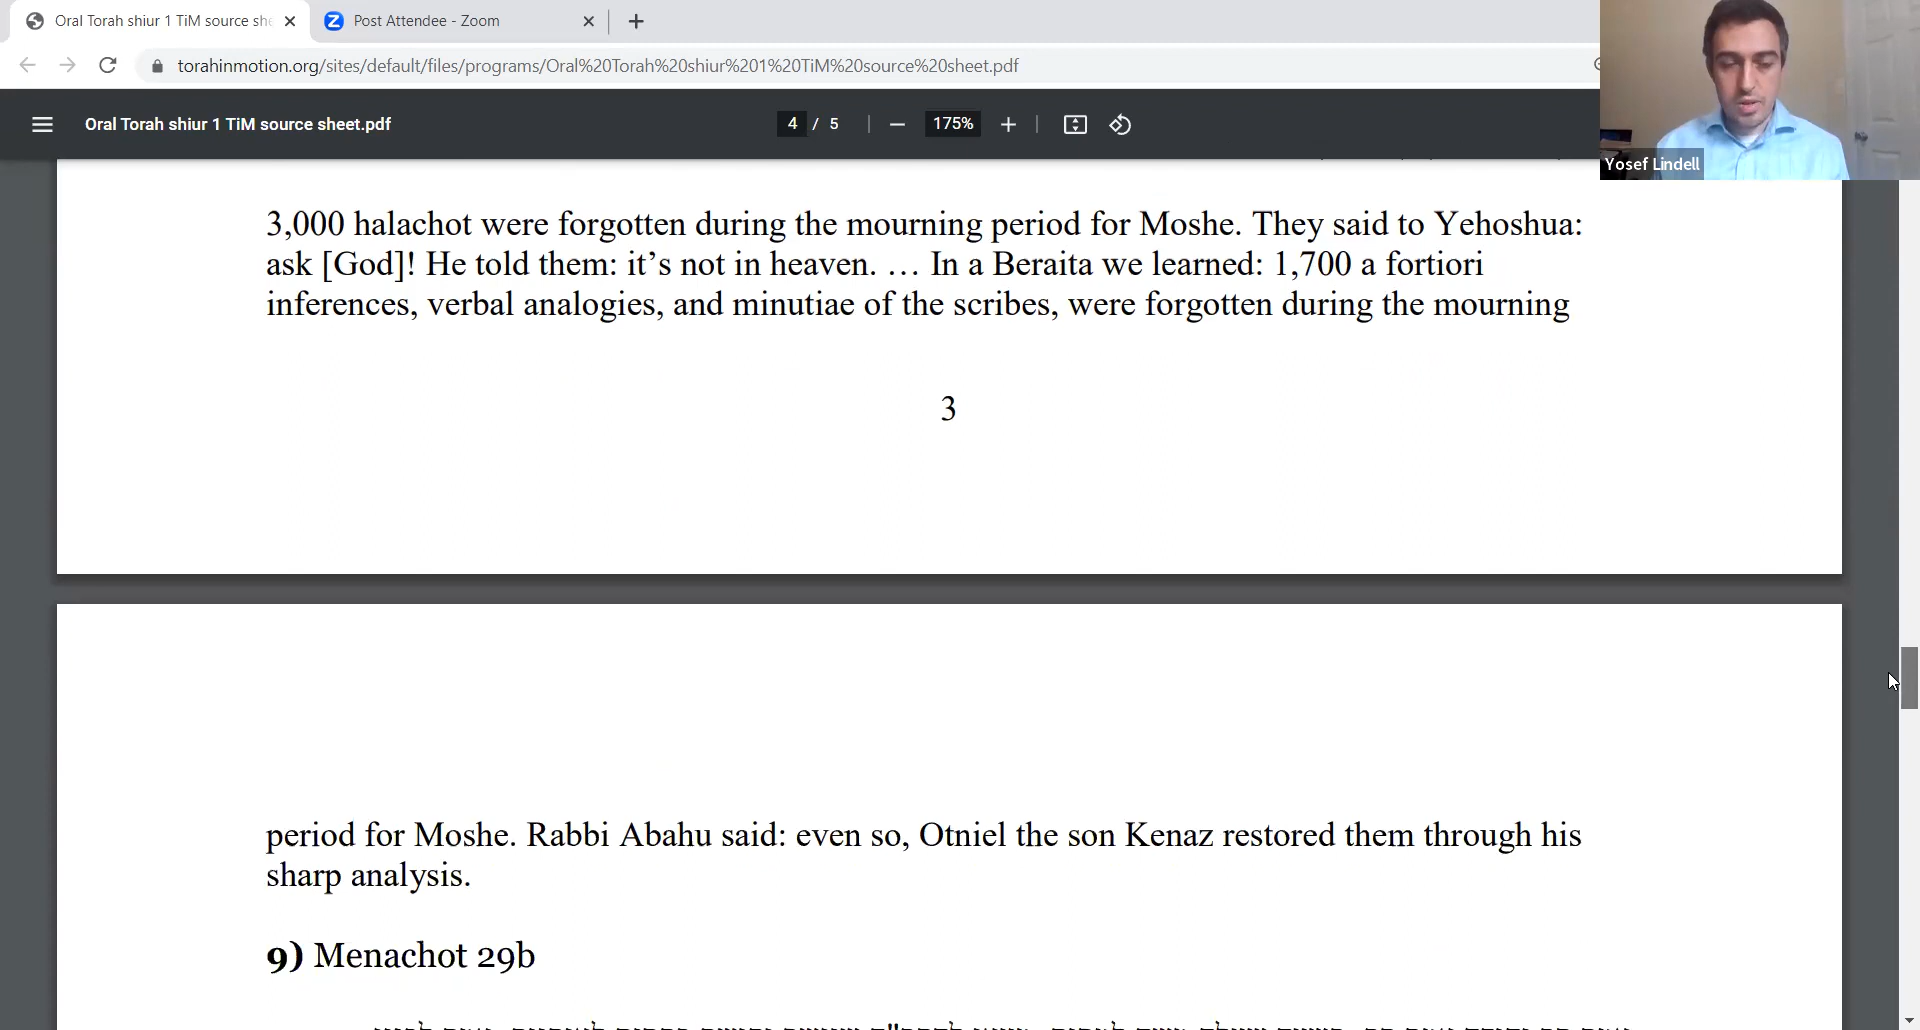 Oral Torah shiur 1 TiM source she
Post Attendee - Zoom
torahinmotion.org/sites/default/files/programs/Oral%20Torah%20shiur%201%20TiM%20source%20sheet.pdf
Oral Torah shiur 1 TiM source sheet.pdf
4 / 5
175%
Yosef Lindell
3,000 halachot were forgotten during the mourning period for Moshe. They said to Yehoshua:
ask [God]! He told them: it’s not in heaven. … In a Beraita we learned: 1,700 a fortiori
inferences, verbal analogies, and minutiae of the scribes, were forgotten during the mourning
3
period for Moshe. Rabbi Abahu said: even so, Otniel the son Kenaz restored them through his
sharp analysis.
9) Menachot 29b